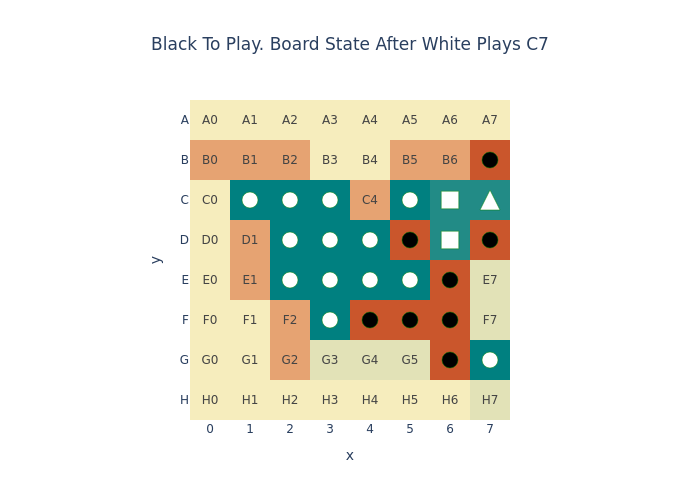 Black To Play. Board State After White Plays C7
A A0 A1 A2 A3 A4 A5 A6 A7
B B0 B1 B2 B3 B4 B5 B6
C C0 C4
D D0 D1
E E0 E1 E7
F F0 F1 F2 F7
G G0 G1 G2 G3 G4 G5
H H0 H1 H2 H3 H4 H5 H6 H7
0 1 2 3 4 5 6 7
x
y